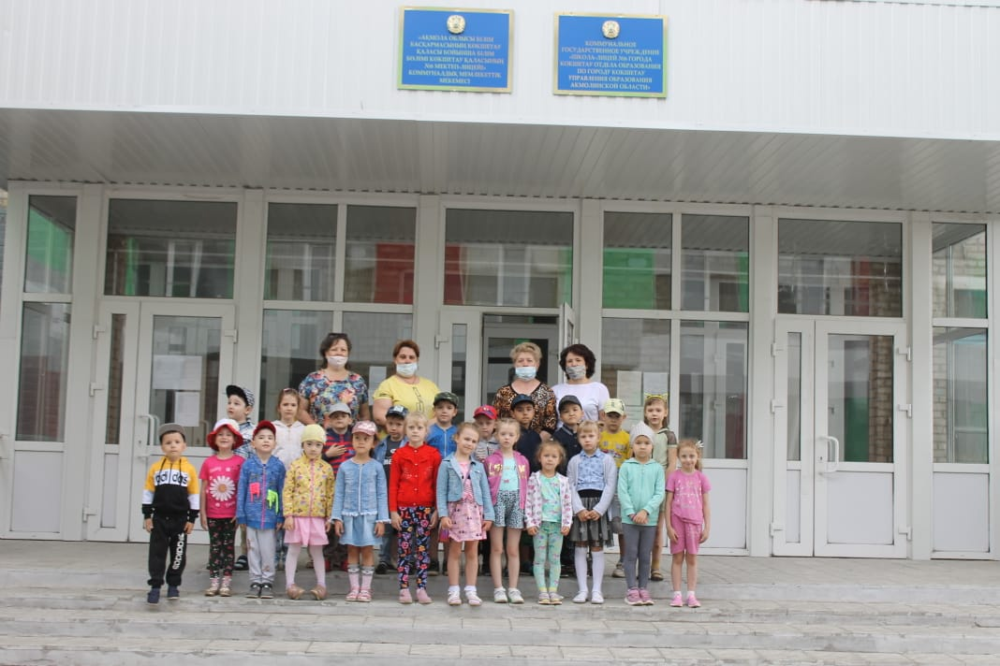 «АҚМОЛА ОБЛЫСЫ БІЛІМ
БАСҚАРМАСЫНЫҢ КӨКШЕТАУ
ҚАЛАСЫ БОЙЫНША БІЛІМ
БӨЛІМІ КӨКШЕТАУ ҚАЛАСЫНЫҢ
№6 МЕКТЕП-ЛИЦЕЙІ»
КОММУНАЛДЫҚ МЕМЛЕКЕТТІК
МЕКЕМЕСІ
КОММУНАЛЬНОЕ
ГОСУДАРСТВЕННОЕ УЧРЕЖДЕНИЕ
«ШКОЛА-ЛИЦЕЙ №6 ГОРОДА
КОКШЕТАУ ОТДЕЛА ОБРАЗОВАНИЯ
ПО ГОРОДУ КОКШЕТАУ
УПРАВЛЕНИЯ ОБРАЗОВАНИЯ
АКМОЛИНСКОЙ ОБЛАСТИ»
adidas